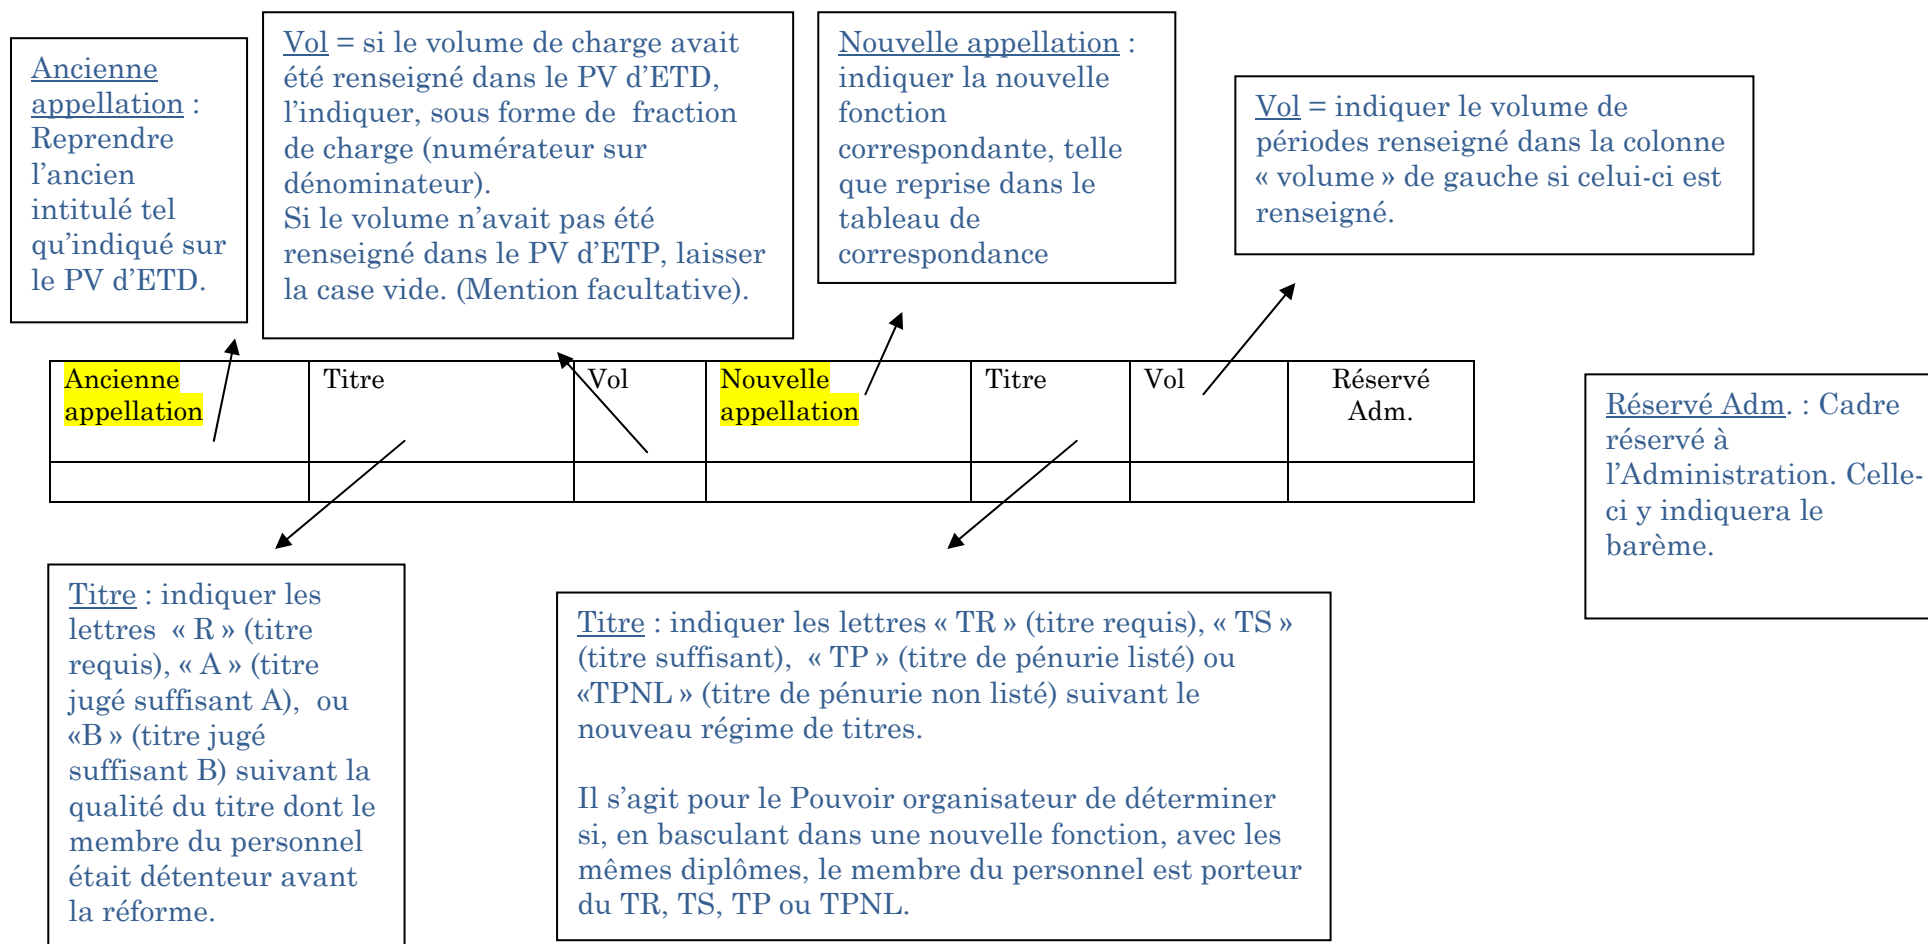 Ancienne
appellation :
Reprendre
l’ancien
intitulé tel
qu’indiqué sur
le PV d’ETD.
Vol = si le volume de charge avait
été renseigné dans le PV d’ETD,
l’indiquer, sous forme de  fraction
de charge (numérateur sur
dénominateur).
Si le volume n’avait pas été
renseigné dans le PV d’ETP, laisser
la case vide. (Mention facultative).
Nouvelle appellation :
indiquer la nouvelle
fonction
correspondante, telle
que reprise dans le
tableau de
correspondance
Vol = indiquer le volume de
périodes renseigné dans la colonne
« volume » de gauche si celui-ci est
renseigné.
Ancienne
appellation
Titre
Vol
Nouvelle
appellation
Titre
Vol
Réservé
Adm.
Réservé Adm. : Cadre
réservé à
l’Administration. Celle-
ci y indiquera le
barème.
Titre : indiquer les
lettres  « R » (titre
requis), « A » (titre
jugé suffisant A),  ou
«B » (titre jugé
suffisant B) suivant la
qualité du titre dont le
membre du personnel
était détenteur avant
la réforme.
Titre : indiquer les lettres « TR » (titre requis), « TS »
(titre suffisant),  « TP » (titre de pénurie listé) ou
«TPNL » (titre de pénurie non listé) suivant le
nouveau régime de titres.
Il s’agit pour le Pouvoir organisateur de déterminer
si, en basculant dans une nouvelle fonction, avec les
mêmes diplômes, le membre du personnel est porteur
du TR, TS, TP ou TPNL.